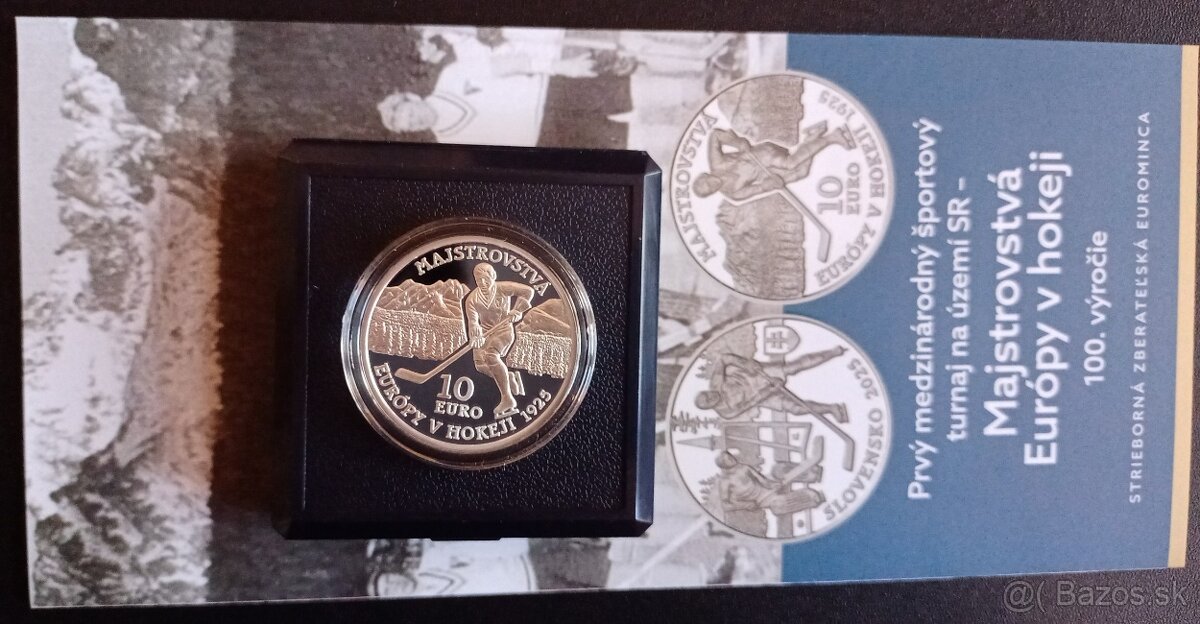 MAJSTROVSTVÁ
10
EURO
EURÓPY V HOKEJI 1925
MAJSTROVSTVÁ
10
EURO
EURÓPY V HOKEJI 1925
SLOVENSKO 2025
Prvý medzinárodný športový
turnaj na území SR –
Majstrovstvá
Európy v hokeji
100. výročie
STRIEBORNÁ ZBERATEĽSKÁ EUROMINCA
@( Bazos.sk